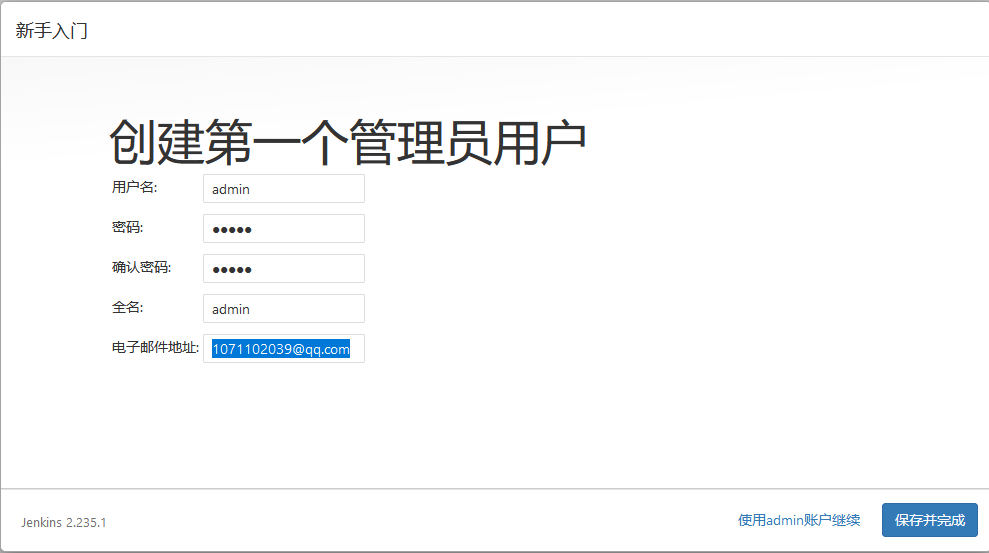 新手入门
创建第一个管理员用户
用户名: admin
密码: •••••
确认密码: •••••
全名: admin
电子邮件地址: 1071102039@qq.com
Jenkins 2.235.1 使用admin账户继续 保存并完成